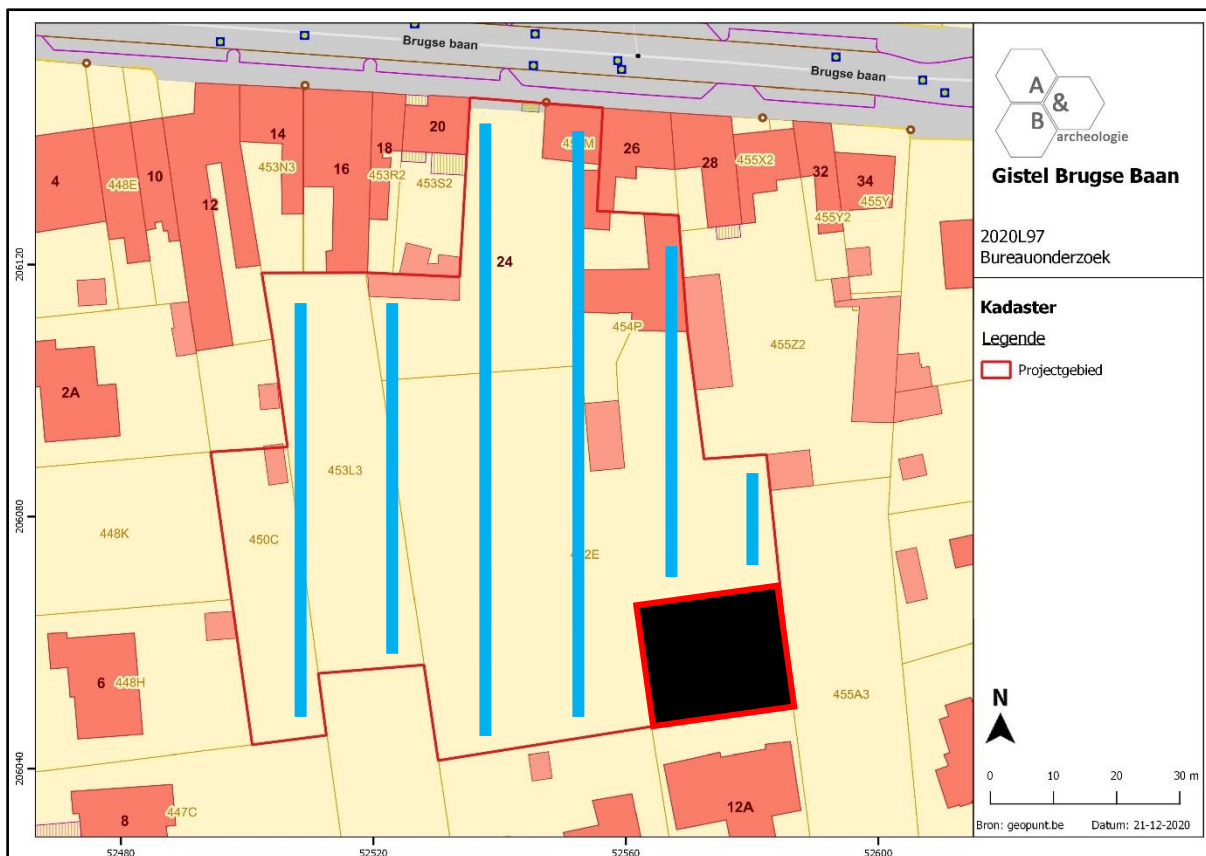 Brugse baan
Brugse baan
4
448E
10
12
14
453N3
16
18
453R2
20
453S2
26
28
455X2
32
34
455Y
455Y2
24
454P
455Z2
2A
448K
450C
453L3
6
448H
455A3
8
447C
12A
206120
206080
206040
52480
52520
52560
52600
A
&
B
archeologie
Gistel Brugse Baan
2020L97
Bureauonderzoek
Kadaster
Legende
Projectgebied
N
0 10 20 30 m
Bron: geopunt.be Datum: 21-12-2020